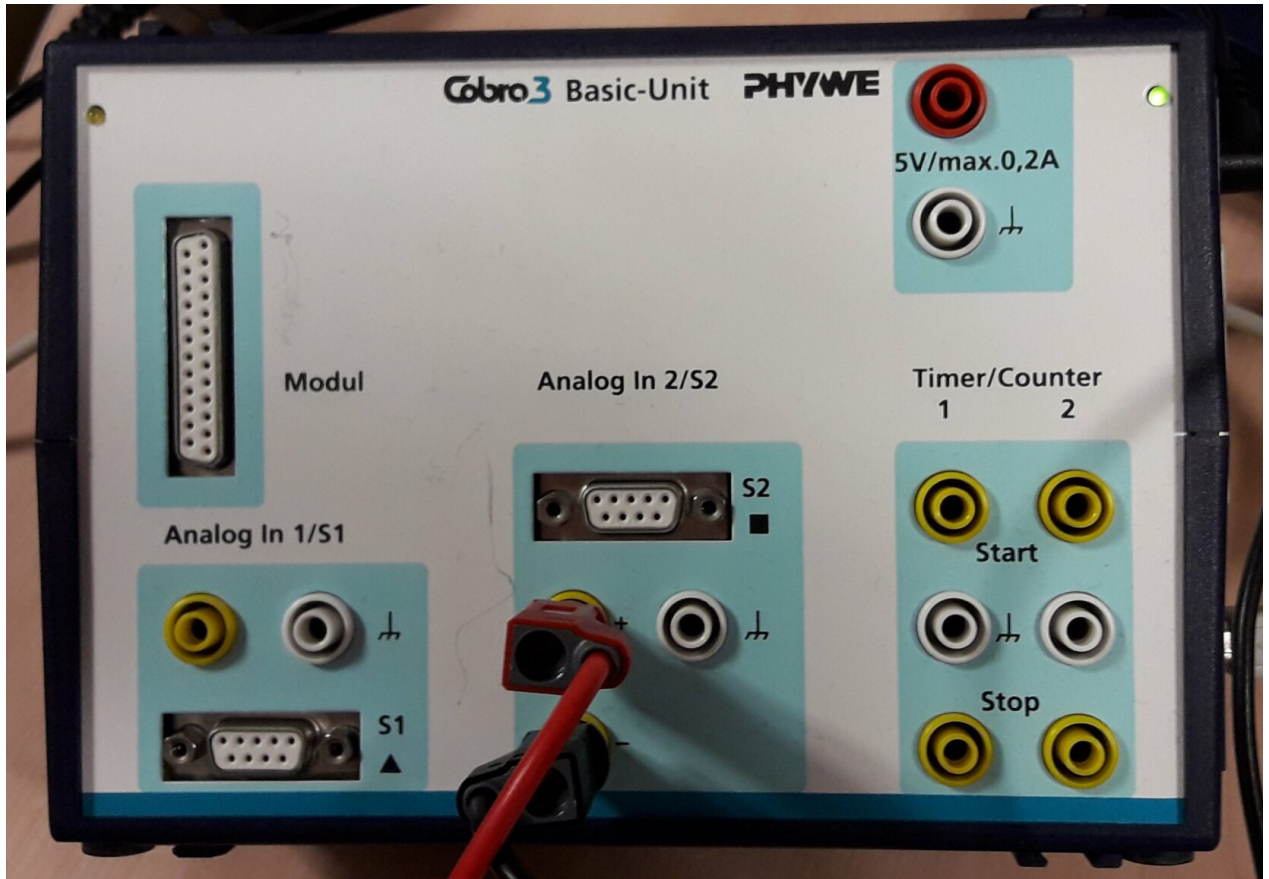 Cobra3 Basic-Unit PHYWE
5V/max.0,2A
Modul
Analog In 2/S2
Timer/Counter
1 2
S2
Analog In 1/S1
Start
+
Stop
S1
−